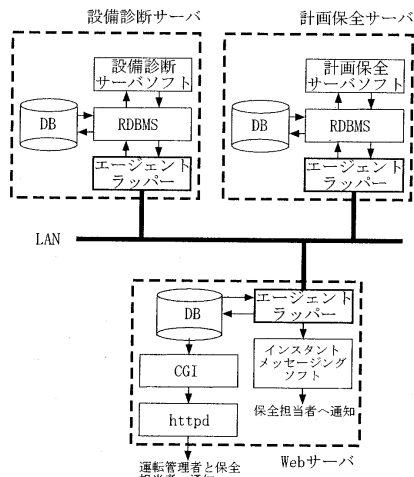 設備診断サーバ
計画保全サーバ
設備診断
サーバソフト
計画保全
サーバソフト
DB
RDBMS
DB
RDBMS
エージェント
ラッパー
エージェント
ラッパー
LAN
DB
エージェント
ラッパー
CGI
インスタント
メッセージング
ソフト
httpd
保全担当者へ通知
運転管理者と保全
Webサーバ